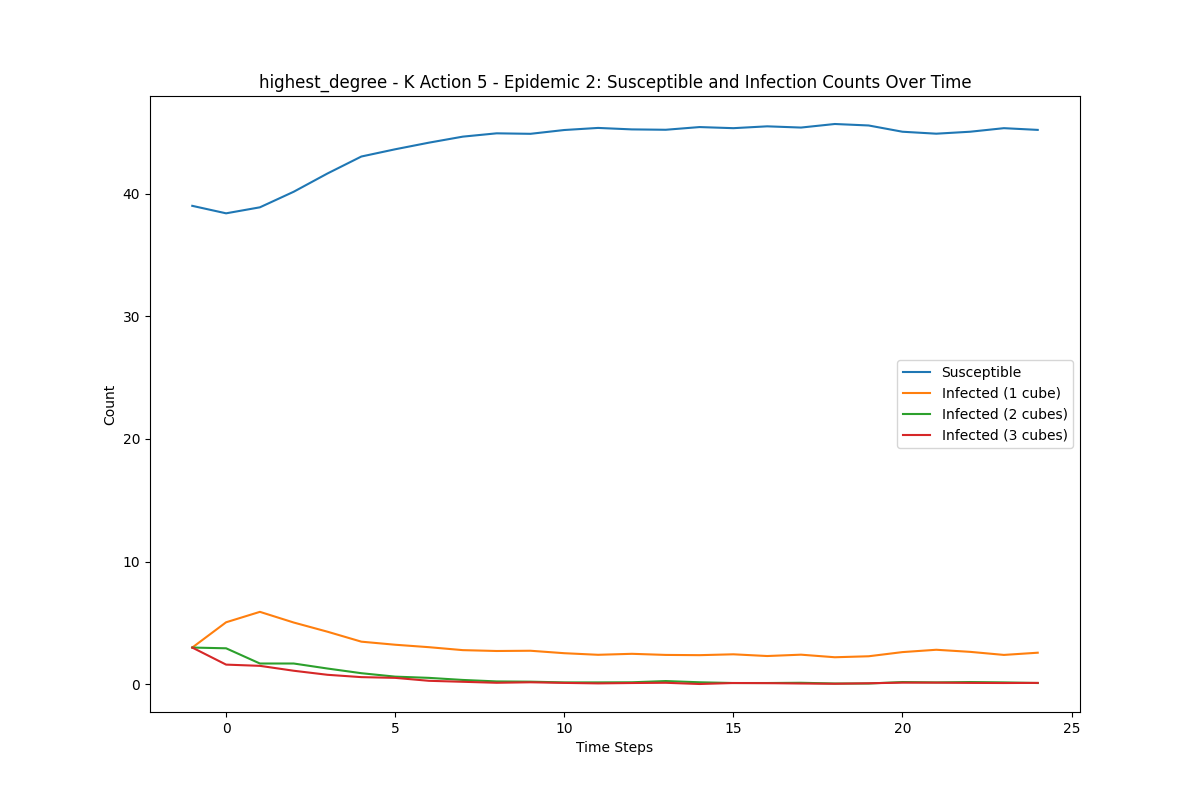 highest_degree - K Action 5 - Epidemic 2: Susceptible and Infection Counts Over Time
40
30
20
10
0
Count
Susceptible
Infected (1 cube)
Infected (2 cubes)
Infected (3 cubes)
0 5 10 15 20 25
Time Steps